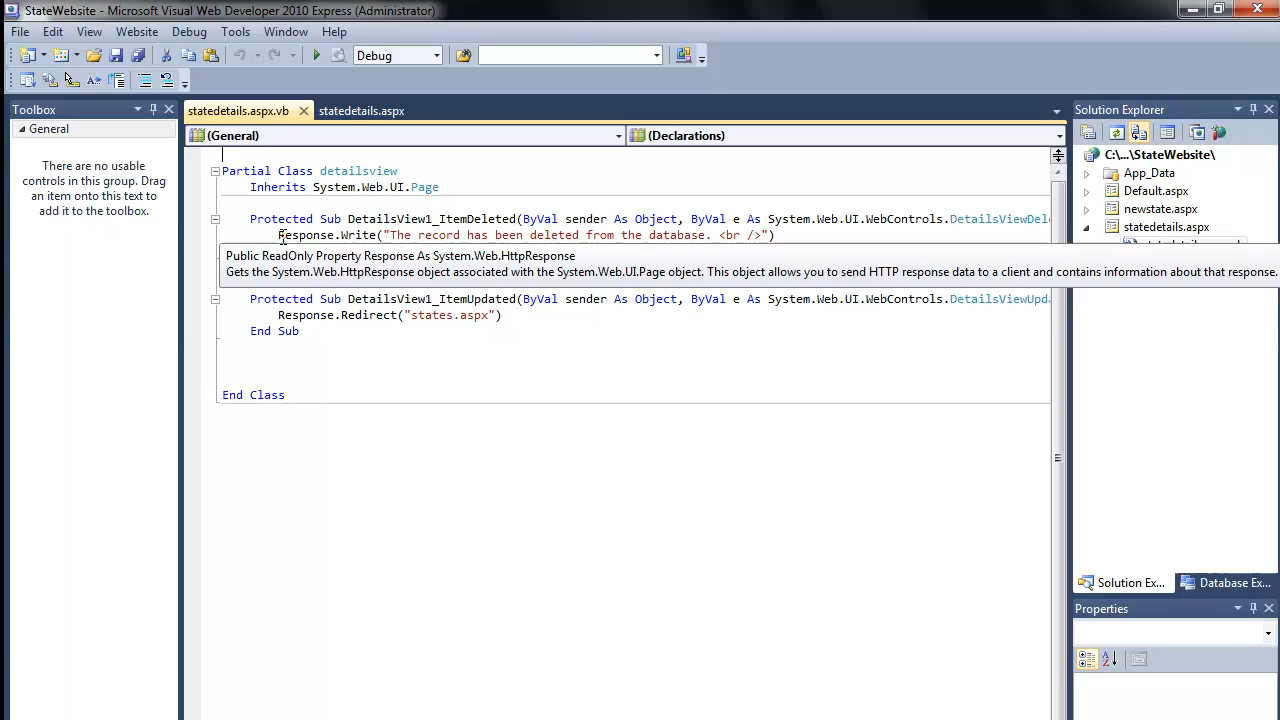 StateWebsite - Microsoft Visual Web Developer 2010 Express (Administrator)
File Edit View Website Debug Tools Window Help
Debug
Toolbox
statedetails.aspx.vb statedetails.aspx
Solution Explorer
General
(General) (Declarations)
There are no usable
controls in this group. Drag
an item onto this text to
add it to the toolbox.
C:\...\StateWebsite\
App_Data
Default.aspx
newstate.aspx
statedetails.aspx
Partial Class detailsview
Inherits System.Web.UI.Page
Protected Sub DetailsView1_ItemDeleted(ByVal sender As Object, ByVal e As System.Web.UI.WebControls.DetailsViewDele
Response.Write("The record has been deleted from the database. <br />")
Public ReadOnly Property Response As System.Web.HttpResponse
Gets the System.Web.HttpResponse object associated with the System.Web.UI.Page object. This object allows you to send HTTP response data to a client and contains information about that response.
Protected Sub DetailsView1_ItemUpdated(ByVal sender As Object, ByVal e As System.Web.UI.WebControls.DetailsViewUpda
Response.Redirect("states.aspx")
End Sub
End Class
Solution Ex... Database Ex...
Properties